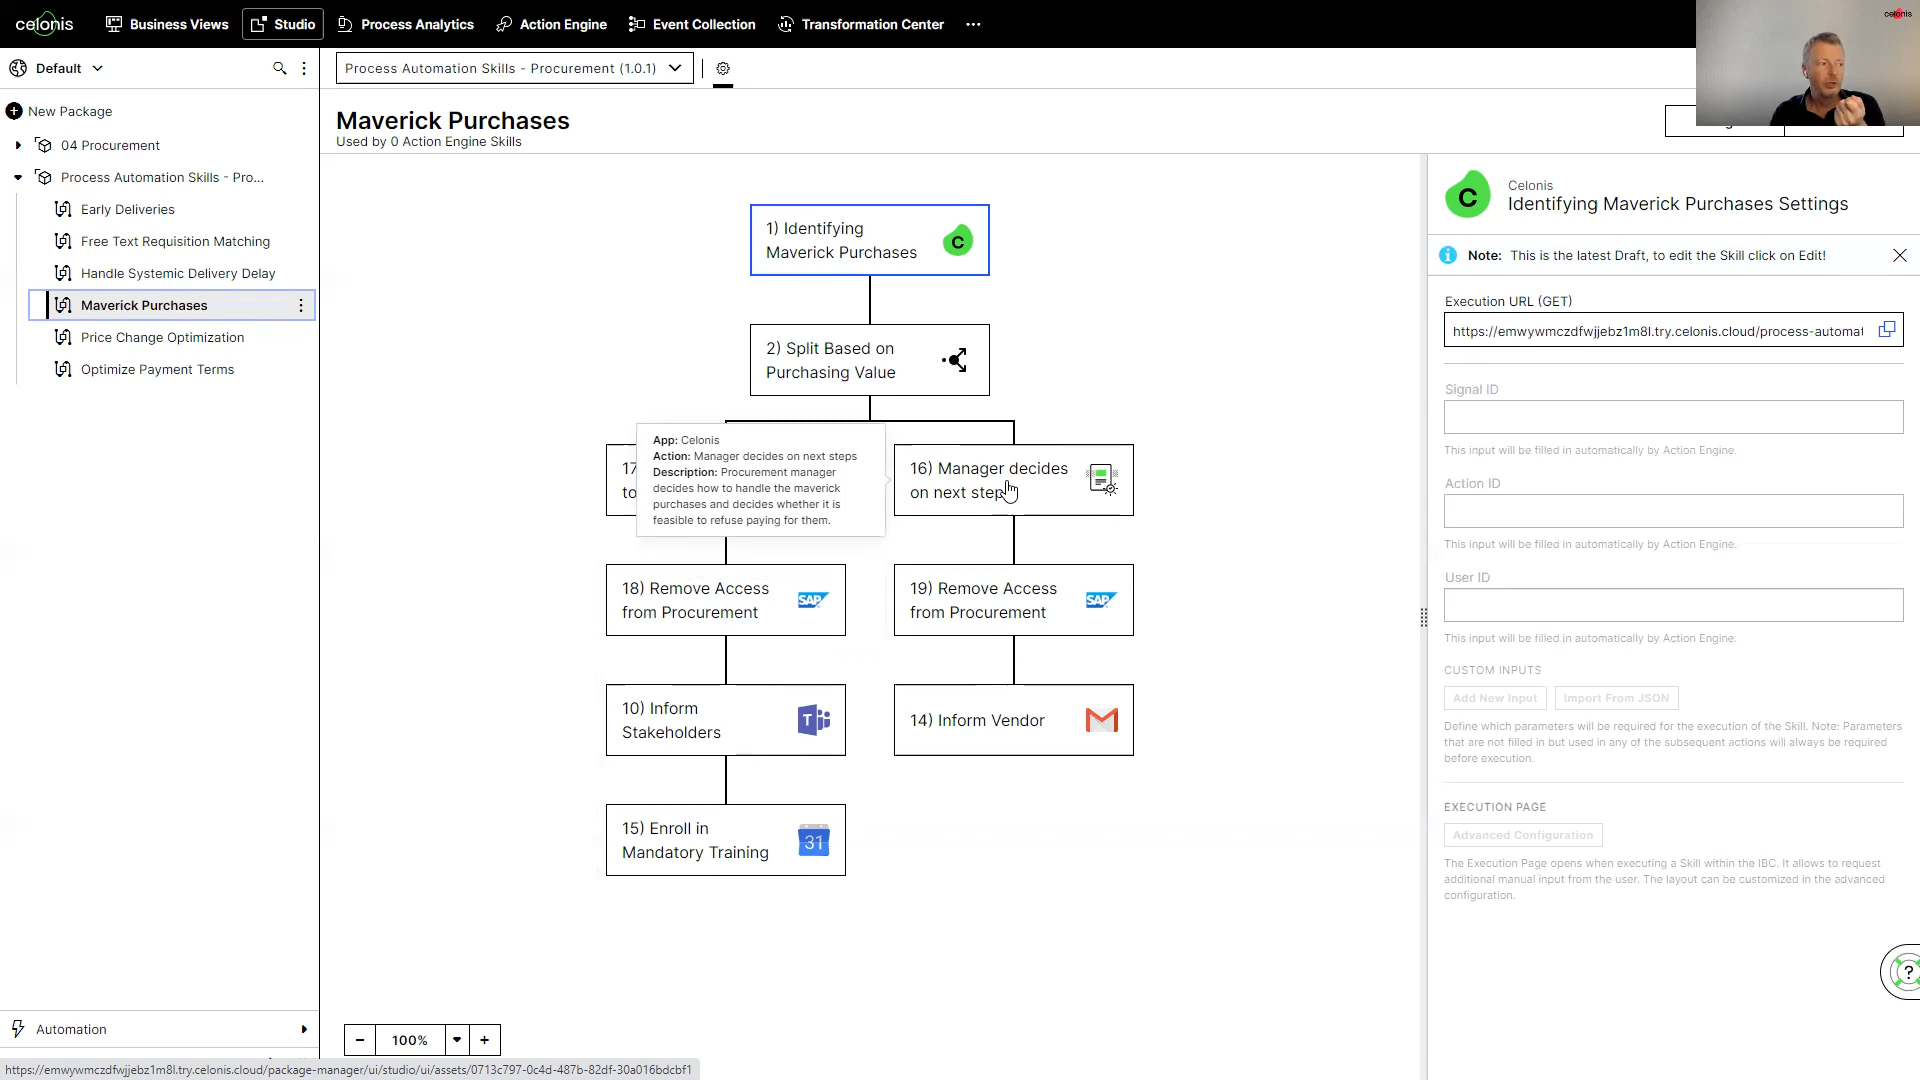 celonis
Business Views
Studio
Process Analytics
Action Engine
Event Collection
Transformation Center
celonis
Default
Process Automation Skills - Procurement (1.0.1)
New Package
04 Procurement
Process Automation Skills - Pro...
Early Deliveries
Free Text Requisition Matching
Handle Systemic Delivery Delay
Maverick Purchases
Price Change Optimization
Optimize Payment Terms
Maverick Purchases
Used by 0 Action Engine Skills
1) Identifying
Maverick Purchases
C
2) Split Based on
Purchasing Value
17
to
App: Celonis
Action: Manager decides on next steps
Description: Procurement manager
decides how to handle the maverick
purchases and decides whether it is
feasible to refuse paying for them.
16) Manager decides
on next step
18) Remove Access
from Procurement
SAP
19) Remove Access
from Procurement
SAP
10) Inform
Stakeholders
T
14) Inform Vendor
15) Enroll in
Mandatory Training
31
C
Celonis
Identifying Maverick Purchases Settings
Note: This is the latest Draft, to edit the Skill click on Edit!
Execution URL (GET)
https://emwywmczdfwjjebz1m8l.try.celonis.cloud/process-automat
Signal ID
This input will be filled in automatically by Action Engine.
Action ID
This input will be filled in automatically by Action Engine.
User ID
This input will be filled in automatically by Action Engine.
CUSTOM INPUTS
Add New Input
Import From JSON
Define which parameters will be required for the execution of the Skill. Note: Parameters
that are not filled in but used in any of the subsequent actions will always be required
before execution.
EXECUTION PAGE
Advanced Configuration
The Execution Page opens when executing a Skill within the IBC. It allows to request
additional manual input from the user. The layout can be customized in the advanced
configuration.
?
Automation
100%
https://emwywmczdfwjjebz1m8l.try.celonis.cloud/package-manager/ui/studio/ui/assets/0713c797-0c4d-487b-82df-30a016bdcbf1